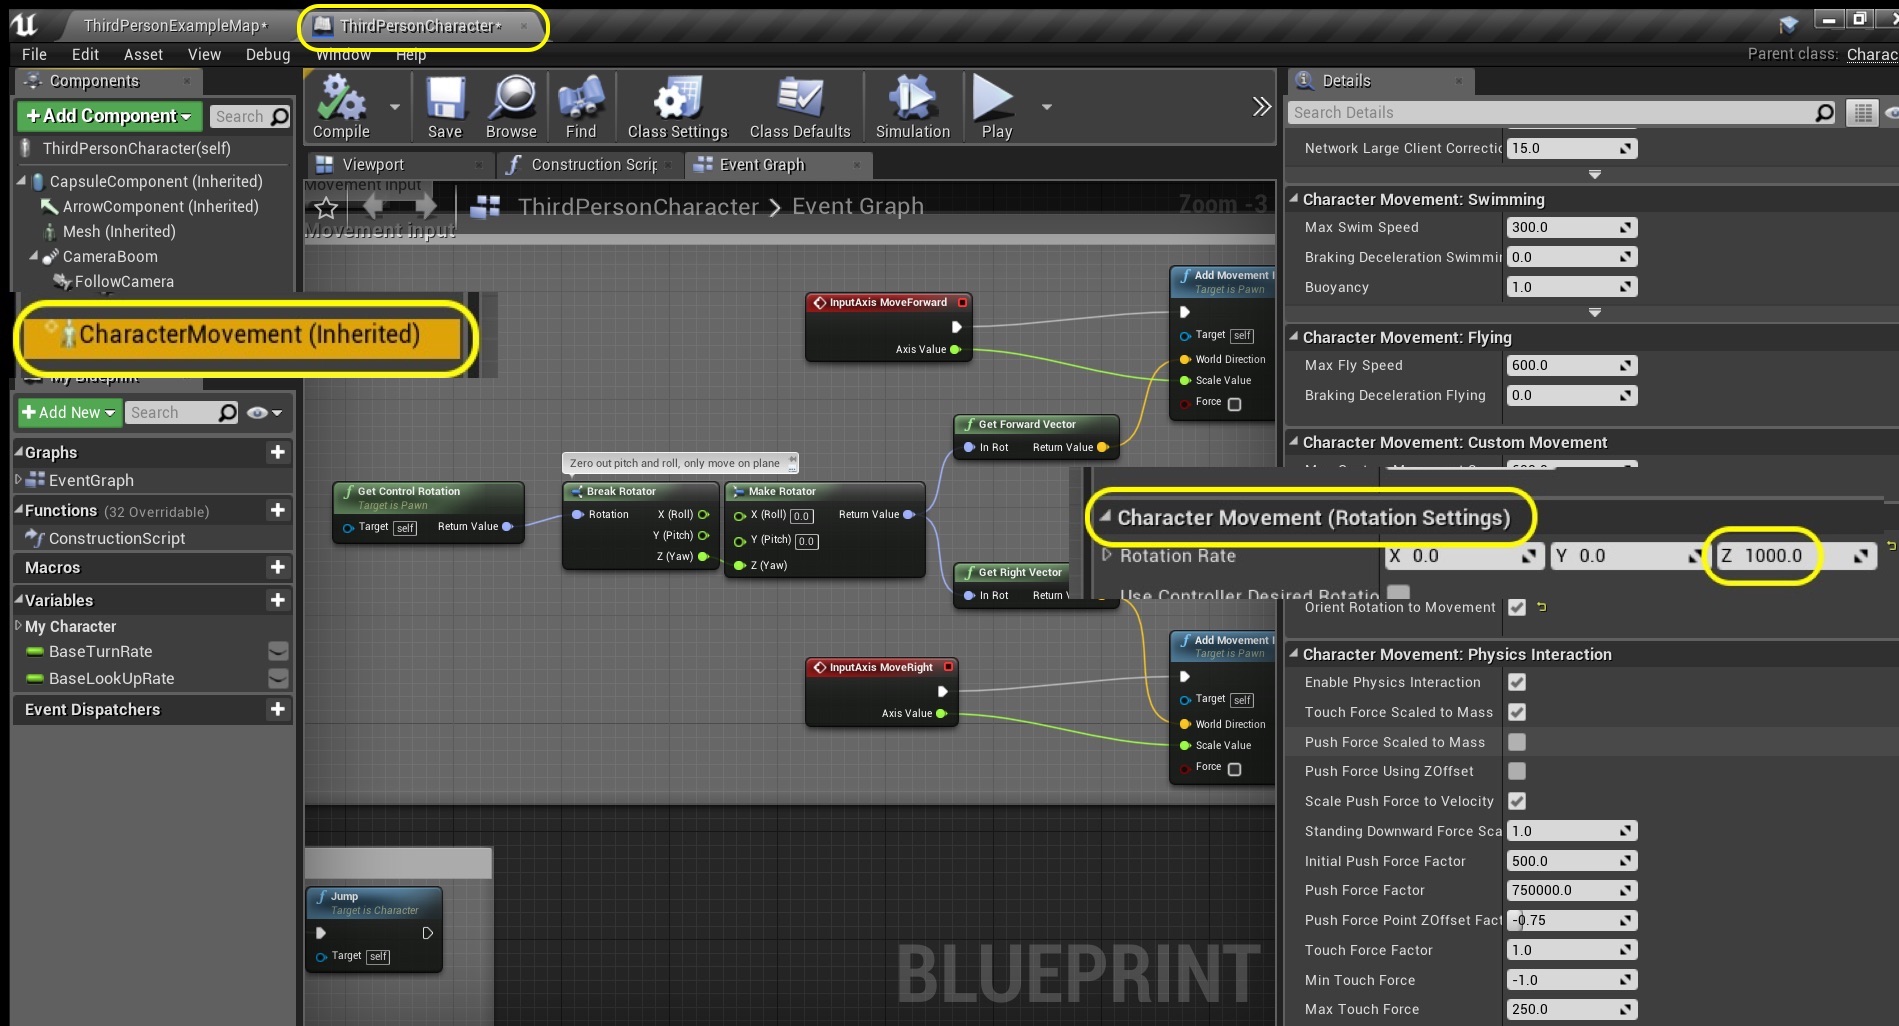 ThirdPersonExampleMap*
ThirdPersonCharacter*
File Edit Asset View Debug Window Help
Parent class: Charac
Components
+Add Component
Search
ThirdPersonCharacter(self)
CapsuleComponent (Inherited)
ArrowComponent (Inherited)
Mesh (Inherited)
CameraBoom
FollowCamera
CharacterMovement (Inherited)
My Blueprint
+Add New
Search
Graphs
EventGraph
Functions (32 Overridable)
ConstructionScript
Macros
Variables
My Character
BaseTurnRate
BaseLookUpRate
Event Dispatchers
Compile
Save
Browse
Find
Class Settings
Class Defaults
Simulation
Play
Viewport
Construction Scrip
Event Graph
Movement Input
ThirdPersonCharacter > Event Graph
Zoom -3
Movement input
InputAxis MoveForward
Axis Value
Add Movement I
Target is Pawn
Target self
World Direction
Scale Value
Force
Get Forward Vector
In Rot Return Value
Zero out pitch and roll, only move on plane
Get Control Rotation
Target is Pawn
Target self Return Value
Break Rotator
Rotation X (Roll)
Y (Pitch)
Z (Yaw)
Make Rotator
X (Roll) 0.0 Return Value
Y (Pitch) 0.0
Z (Yaw)
Get Right Vector
In Rot Return V
InputAxis MoveRight
Axis Value
Add Movement I
Target is Pawn
Target self
World Direction
Scale Value
Force
Jump
Target is Character
Target self
BLUEPRINT
Details
Search Details
Network Large Client Correctic 15.0
Character Movement: Swimming
Max Swim Speed 300.0
Braking Deceleration Swimmir 0.0
Buoyancy 1.0
Character Movement: Flying
Max Fly Speed 600.0
Braking Deceleration Flying 0.0
Character Movement: Custom Movement
Character Movement (Rotation Settings)
Rotation Rate X 0.0 Y 0.0 Z 1000.0
Use Controller Desired Rotatio
Orient Rotation to Movement
Character Movement: Physics Interaction
Enable Physics Interaction
Touch Force Scaled to Mass
Push Force Scaled to Mass
Push Force Using ZOffset
Scale Push Force to Velocity
Standing Downward Force Sca 1.0
Initial Push Force Factor 500.0
Push Force Factor 750000.0
Push Force Point ZOffset Fact -0.75
Touch Force Factor 1.0
Min Touch Force -1.0
Max Touch Force 250.0